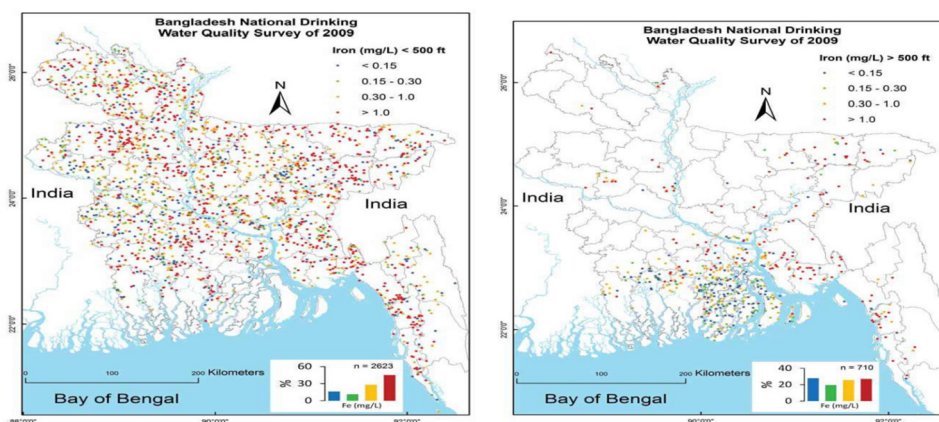 Bangladesh National Drinking
Water Quality Survey of 2009
Iron (mg/L) < 500 ft
< 0.15
0.15 - 0.30
0.30 - 1.0
> 1.0
N
India
India
n = 2623
60
30
0
%
Fe (mg/L)
0 100 200 Kilometers
Bay of Bengal
Bangladesh National Drinking
Water Quality Survey of 2009
Iron (mg/L) > 500 ft
< 0.15
0.15 - 0.30
0.30 - 1.0
> 1.0
N
India
India
n = 710
40
20
0
%
Fe (mg/L)
0 100 200 Kilometers
Bay of Bengal